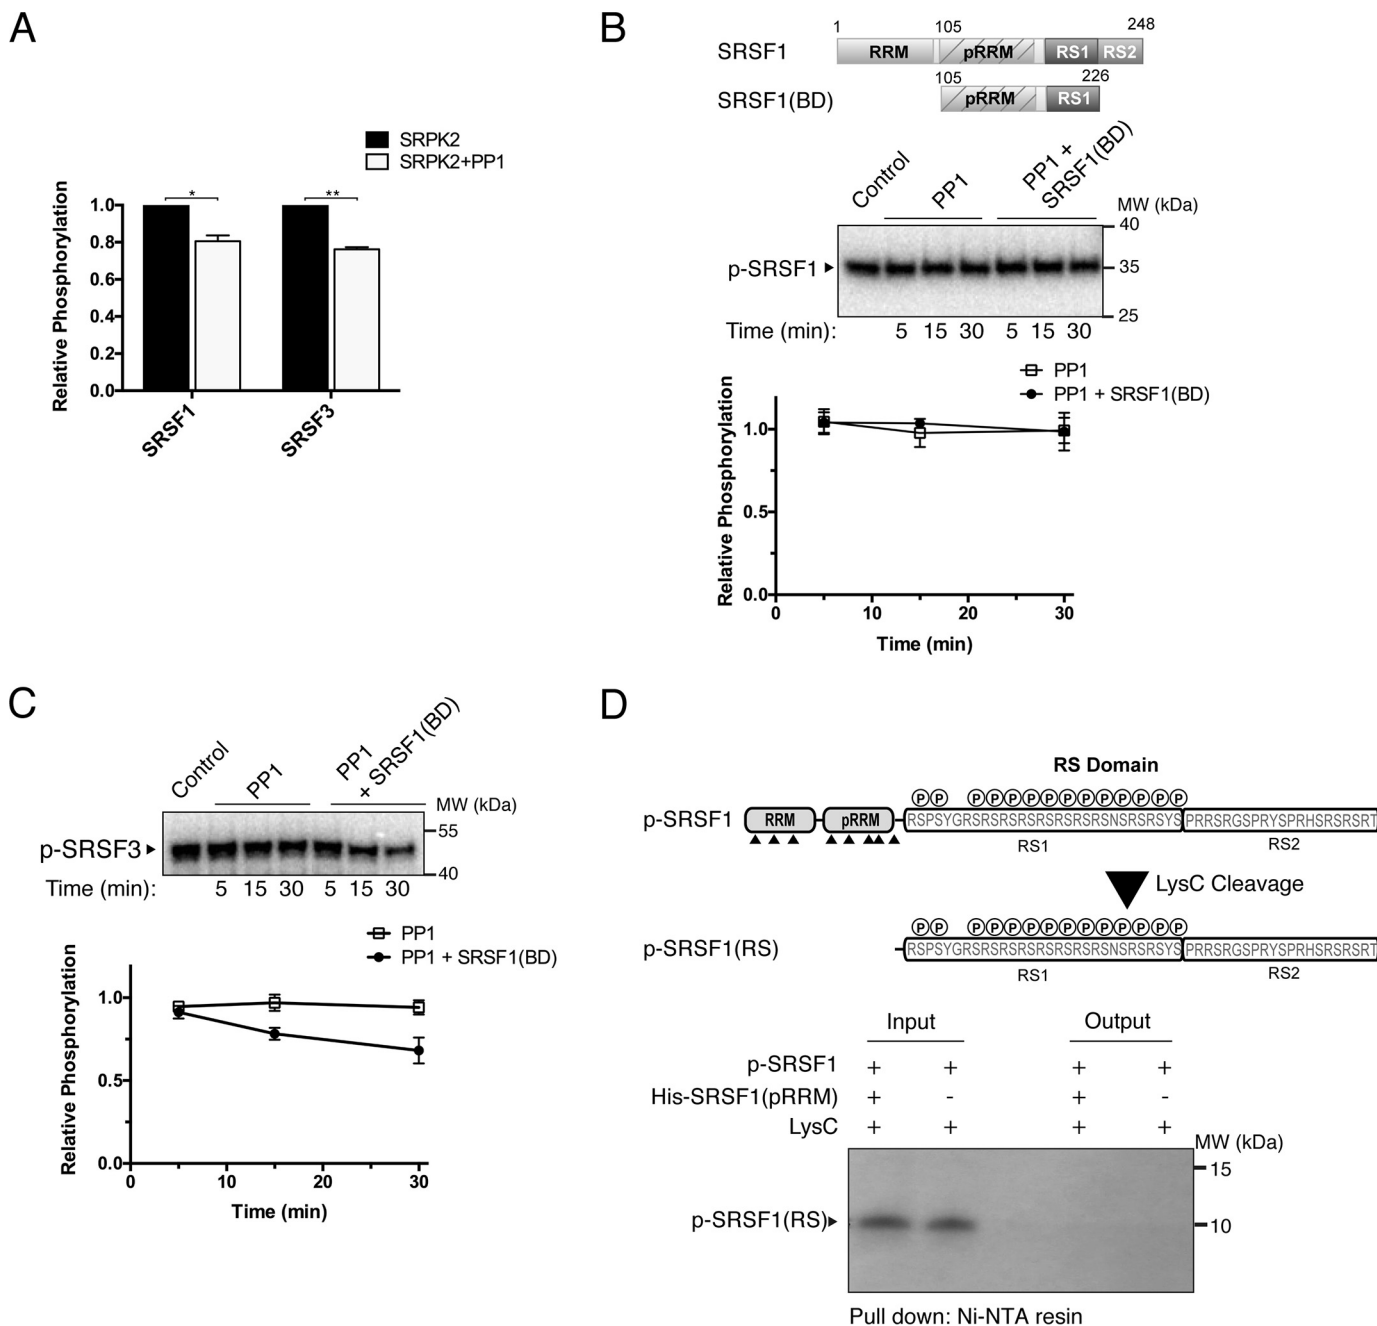 A
SRPK2
SRPK2+PP1
Relative Phosphorylation
1.0
0.8
0.6
0.4
0.2
0.0
*
**
SRSF1
SRSF3
B
1 105 248
SRSF1 RRM pRRM RS1 RS2
105 226
SRSF1(BD) pRRM RS1
Control
PP1
PP1 +
SRSF1(BD)
MW (kDa)
40
p-SRSF1 35
25
Time (min): 5 15 30 5 15 30
PP1
PP1 + SRSF1(BD)
Relative Phosphorylation
1.0
0.5
0.0
0 10 20 30
Time (min)
C
Control
PP1
PP1
+ SRSF1(BD)
MW (kDa)
55
p-SRSF3
40
Time (min): 5 15 30 5 15 30
PP1
PP1 + SRSF1(BD)
Relative Phosphorylation
1.0
0.5
0.0
0 10 20 30
Time (min)
D
RS Domain
P P P P P P P P P P P P P P
p-SRSF1 RRM pRRM RSPSYGRSRSRSRSRSRSRSNSRSRSYS PRRSRGSPRYSPRHSRSRSRT
RS1 RS2
LysC Cleavage
P P P P P P P P P P P P P P
p-SRSF1(RS) RSPSYGRSRSRSRSRSRSRSNSRSRSYS PRRSRGSPRYSPRHSRSRSRT
RS1 RS2
Input Output
p-SRSF1 + + + +
His-SRSF1(pRRM) + - + -
LysC + + + +
MW (kDa)
15
p-SRSF1(RS) 10
Pull down: Ni-NTA resin